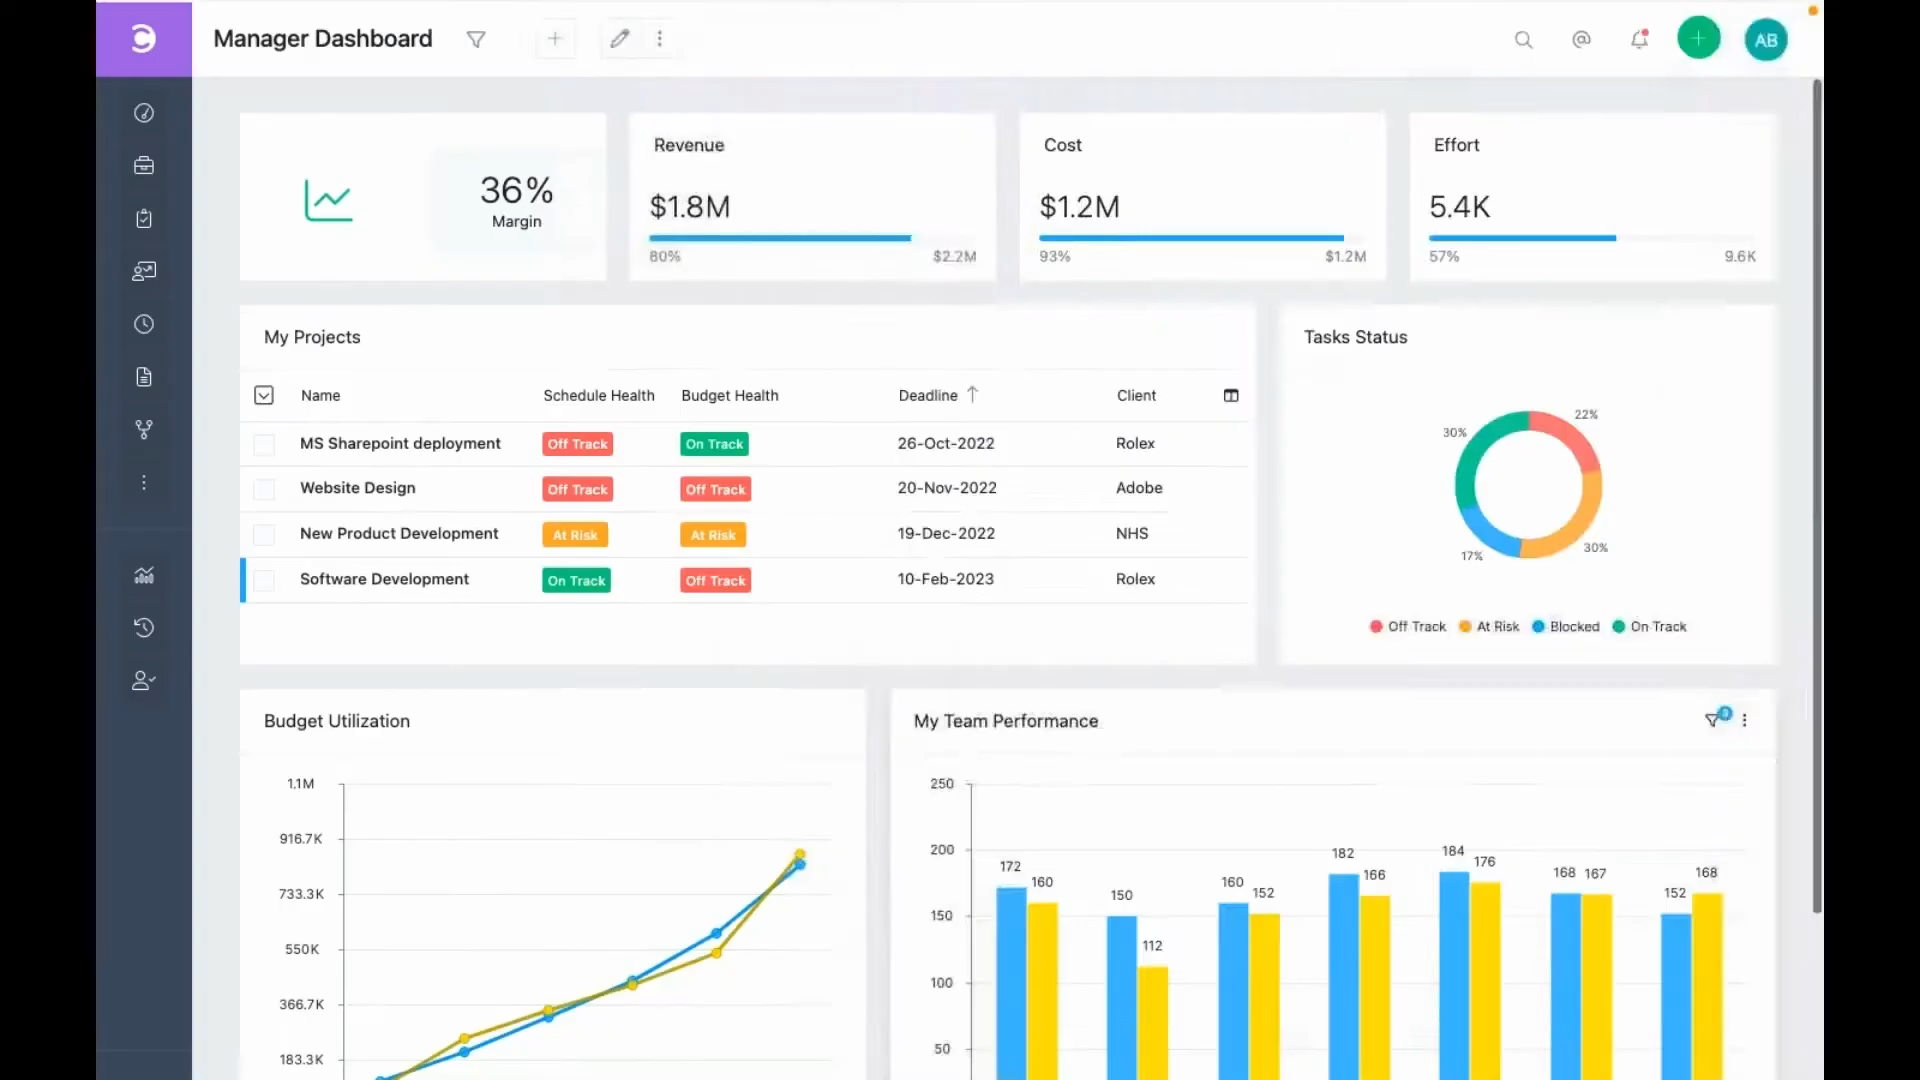 Manager Dashboard
AB
36%
Margin
Revenue
$1.8M
80% $2.2M
Cost
$1.2M
93% $1.2M
Effort
5.4K
57% 9.6K
My Projects
Name Schedule Health Budget Health Deadline Client
MS Sharepoint deployment Off Track On Track 26-Oct-2022 Rolex
Website Design Off Track Off Track 20-Nov-2022 Adobe
New Product Development At Risk At Risk 19-Dec-2022 NHS
Software Development On Track Off Track 10-Feb-2023 Rolex
Tasks Status
22%
30%
30%
17%
Off Track At Risk Blocked On Track
Budget Utilization
1.1M
916.7K
733.3K
550K
366.7K
183.3K
My Team Performance
250
200
150
100
50
172 160
150 112
160 152
182 166
184 176
168 167
152 168